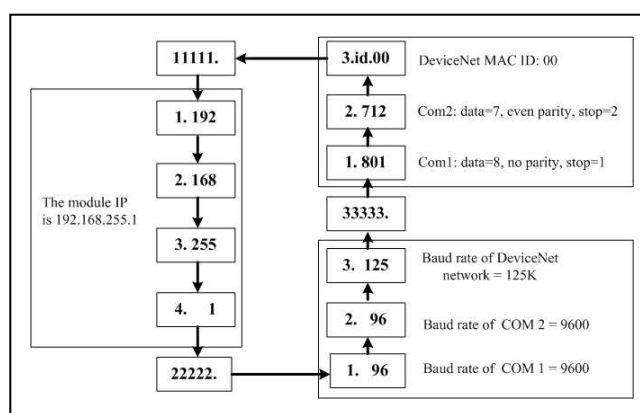 11111.
1. 192
2. 168
3. 255
4. 1
The module IP
is 192.168.255.1
22222.
1. 96
Baud rate of COM 1 = 9600
2. 96
Baud rate of  COM 2 = 9600
3. 125
Baud rate of DeviceNet
network = 125K
33333.
1. 801
Com1: data=8, no parity, stop=1
2. 712
Com2: data=7, even parity, stop=2
3.id.00
DeviceNet MAC ID: 00